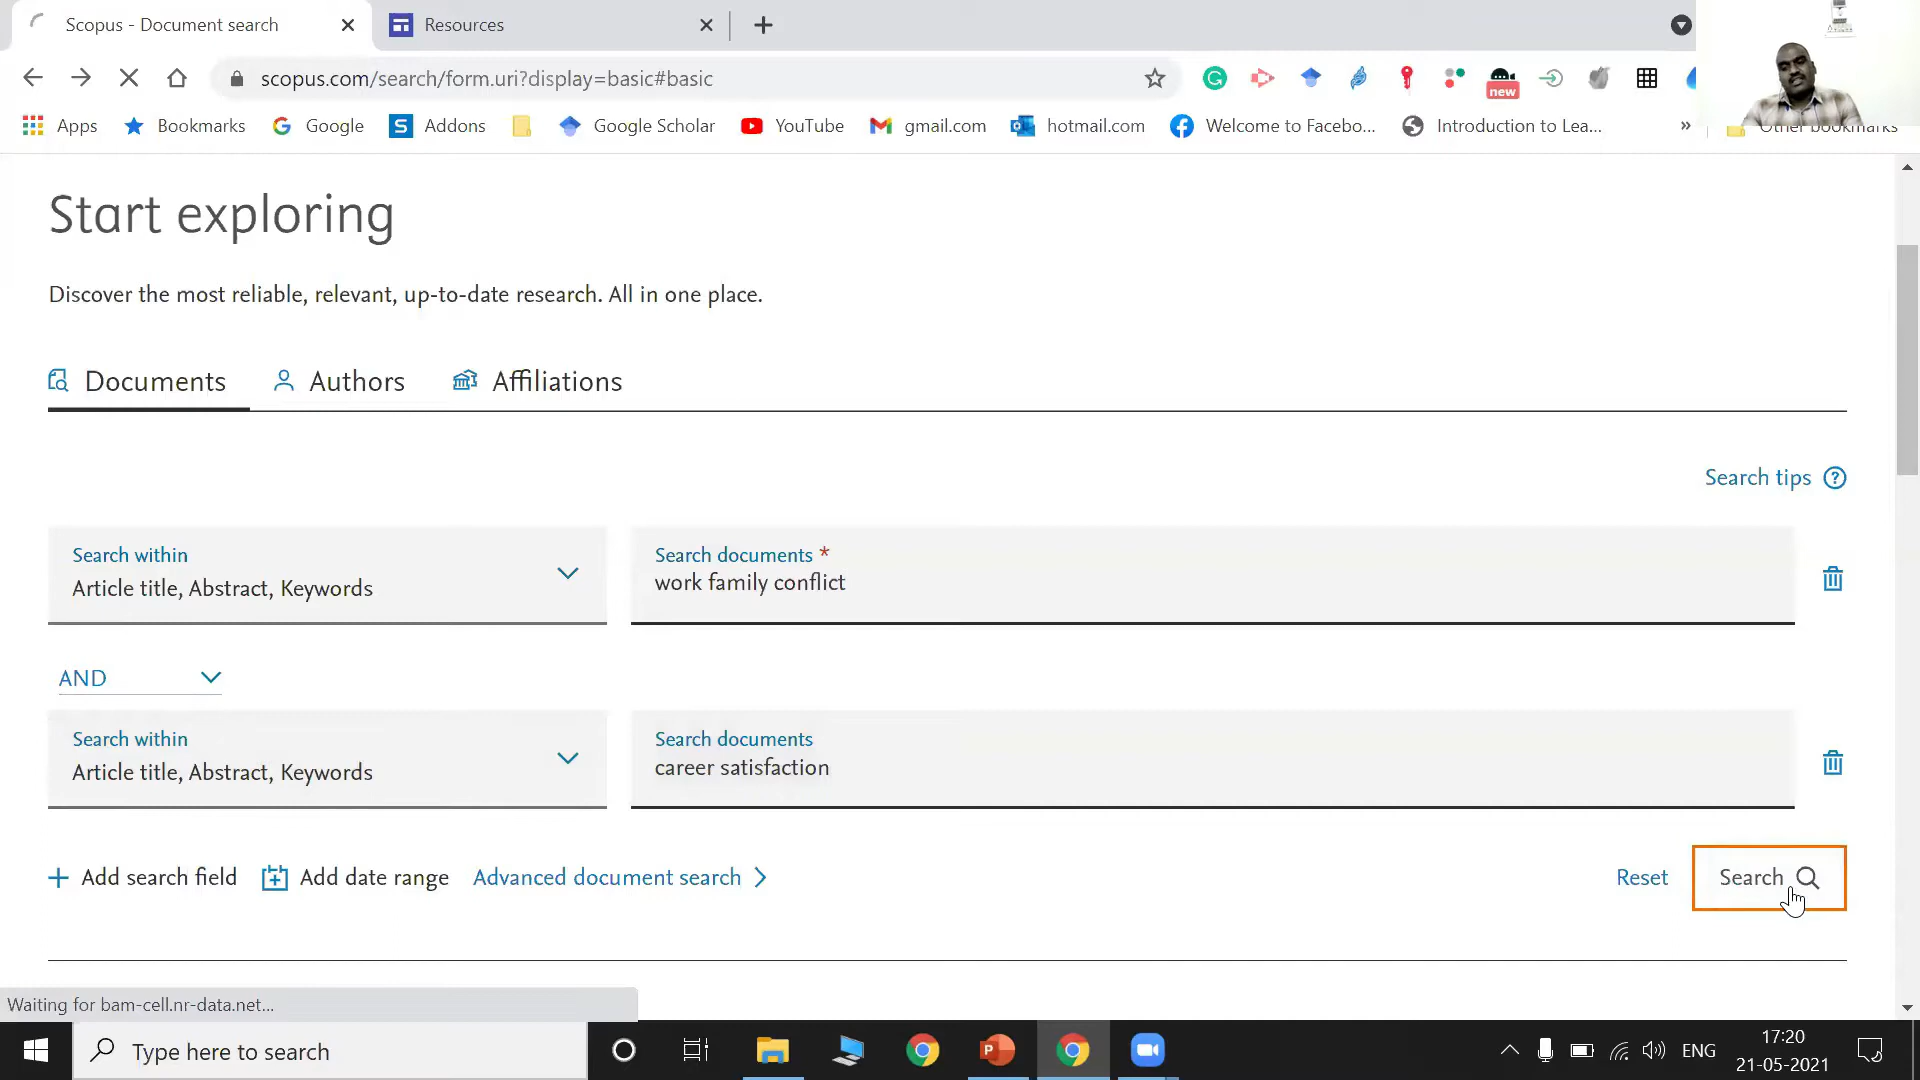 Scopus - Document search
Resources
scopus.com/search/form.uri?display=basic#basic
new
Apps
Bookmarks
Google
Addons
Google Scholar
YouTube
gmail.com
hotmail.com
Welcome to Facebo...
Introduction to Lea...
»
Other bookmarks
Start exploring
Discover the most reliable, relevant, up-to-date research. All in one place.
Documents
Authors
Affiliations
Search tips
Search within
Article title, Abstract, Keywords
Search documents *
work family conflict
AND
Search within
Article title, Abstract, Keywords
Search documents
career satisfaction
Add search field
Add date range
Advanced document search
Reset
Search
Waiting for bam-cell.nr-data.net...
Type here to search
ENG
17:20
21-05-2021